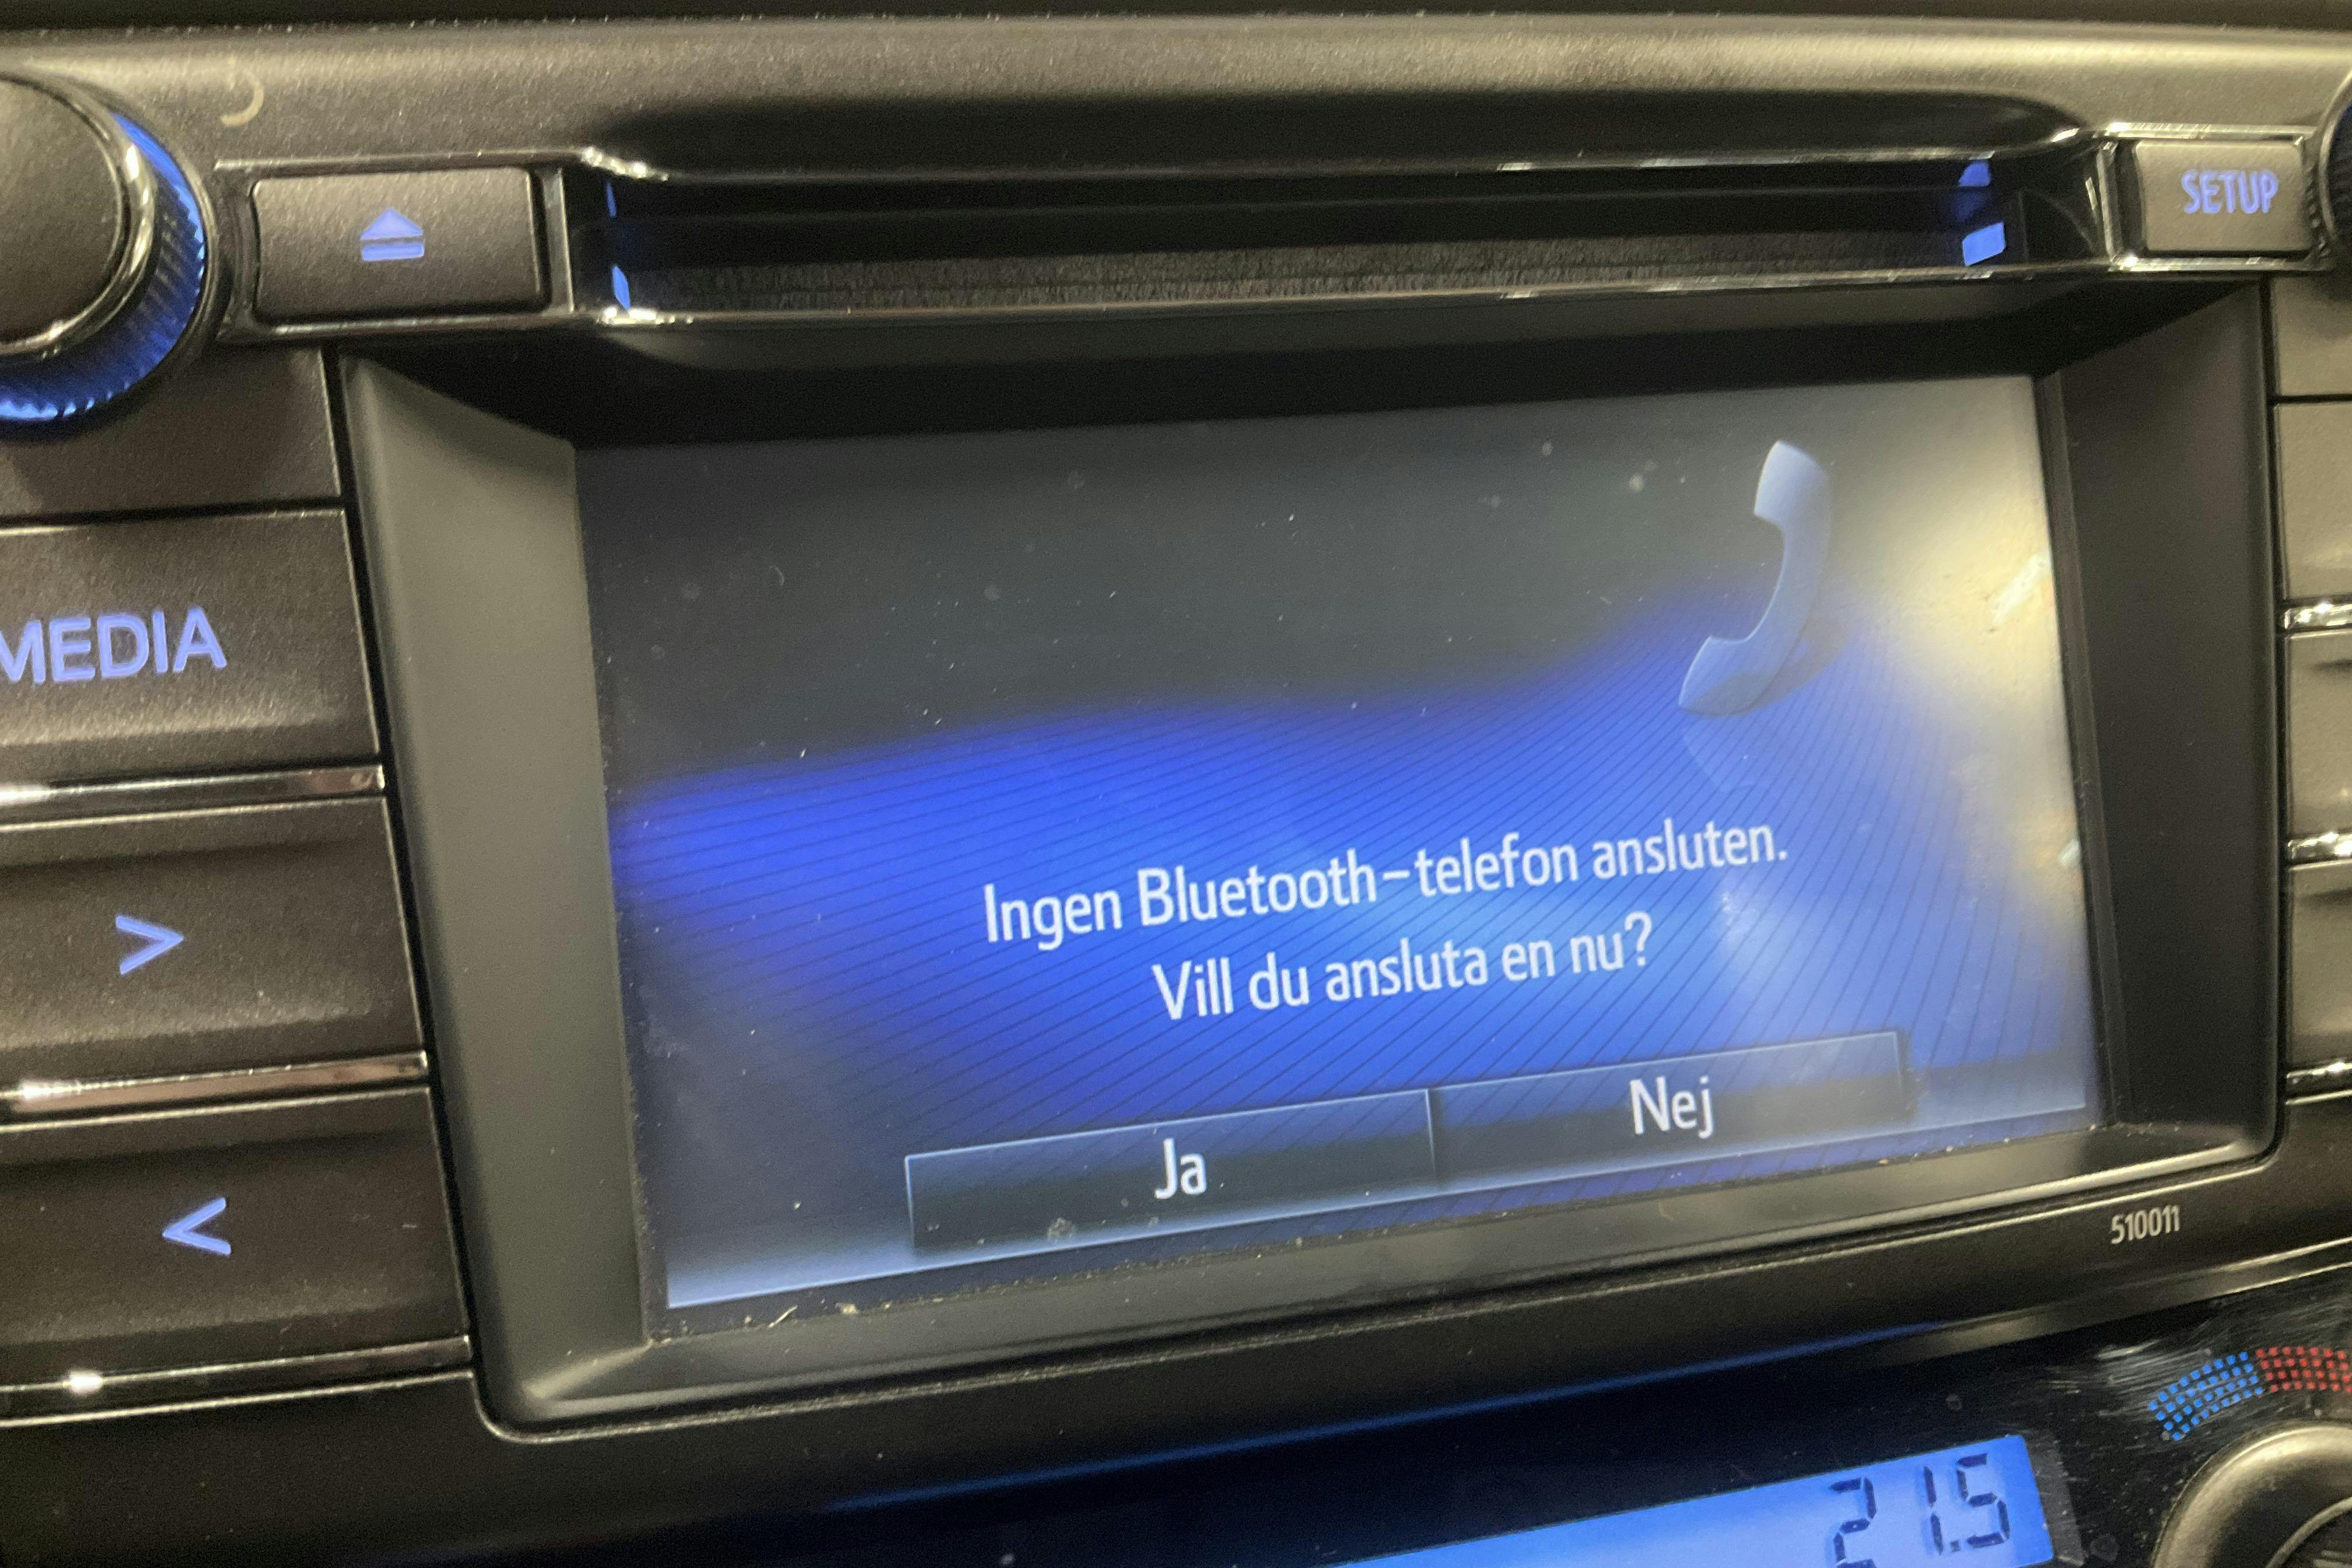 SETUP
MEDIA
Ingen Bluetooth-telefon ansluten.
Vill du ansluta en nu?
Ja
Nej
510011
21.5